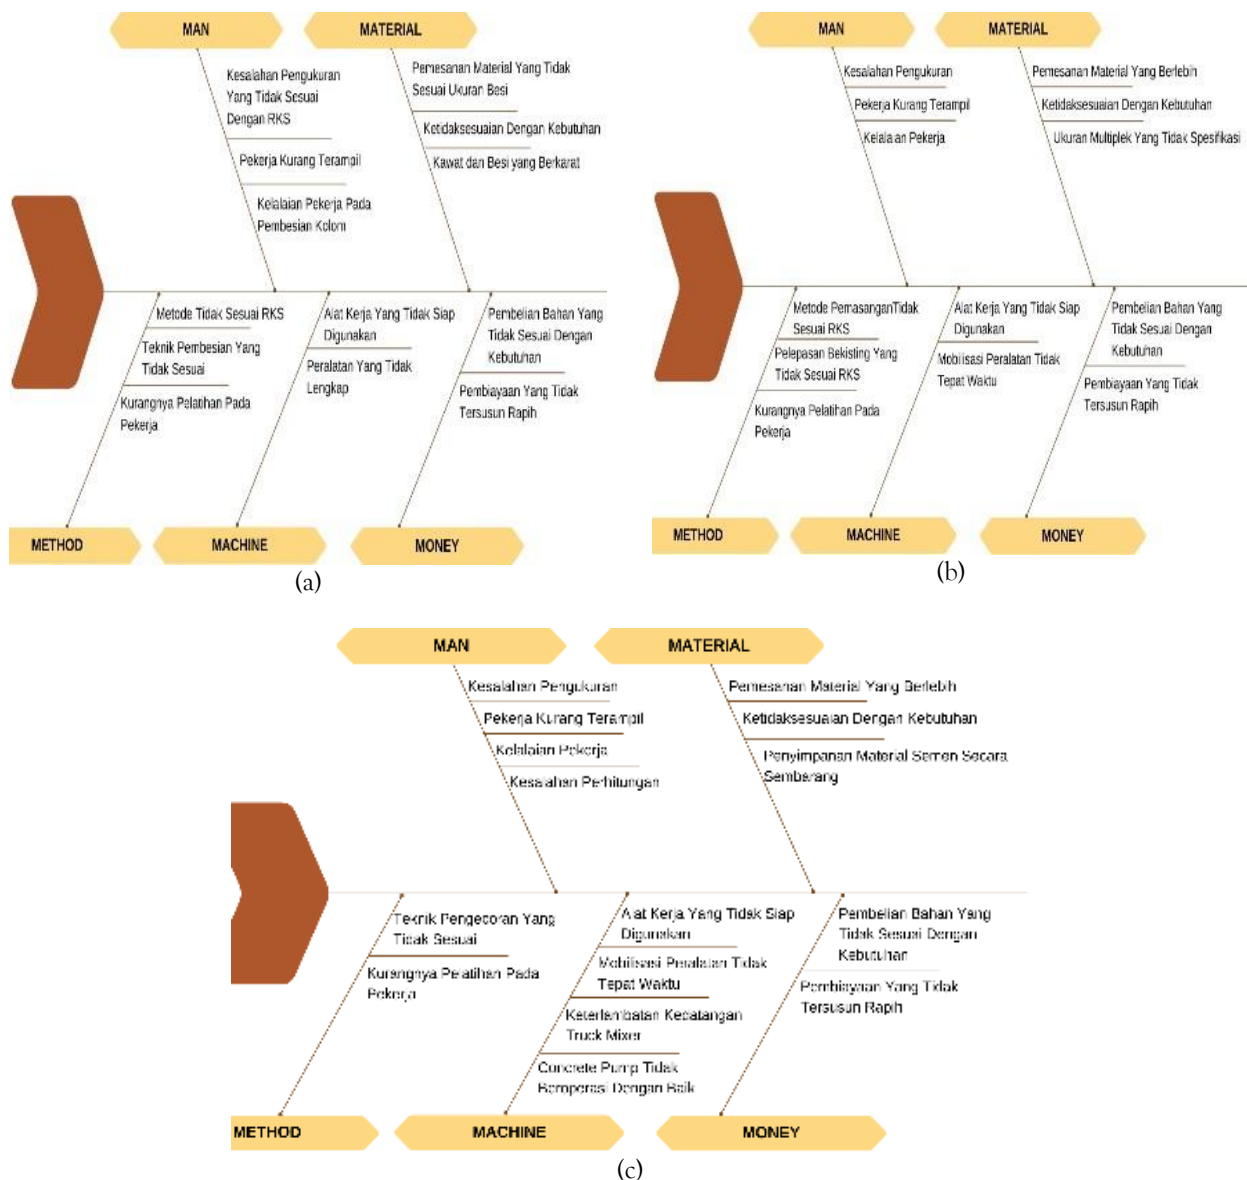 MAN
MATERIAL
Kesalahan Pengukuran
Yang Tidak Sesuai
Dengan RKS
Pekerja Kurang Terampil
Kelalaian Pekerja Pada
Pembesian Kolom
Pemesanan Material Yang Tidak
Sesuai Ukuran Besi
Ketidaksesuaian Dengan Kebutuhan
Kawat dan Besi yang Berkarat
Metode Tidak Sesuai RKS
Teknik Pembesian Yang
Tidak Sesuai
Kurangnya Pelatihan Pada
Pekerja
Alat Kerja Yang Tidak Siap
Digunakan
Peralatan Yang Tidak
Lengkap
Pembelian Bahan Yang
Tidak Sesuai Dengan
Kebutuhan
Pembiayaan Yang Tidak
Tersusun Rapih
METHOD
MACHINE
MONEY
(a)
MAN
MATERIAL
Kesalahan Pengukuran
Pekerja Kurang Terampil
Kelalaian Pekerja
Pemesanan Material Yang Berlebih
Ketidaksesuaian Dengan Kebutuhan
Ukuran Multiplek Yang Tidak Spesifikasi
Metode PemasanganTidak
Sesuai RKS
Pelepasan Bekisting Yang
Tidak Sesuai RKS
Kurangnya Pelatihan Pada
Pekerja
Alat Kerja Yang Tidak Siap
Digunakan
Mobilisasi Peralatan Tidak
Tepat Waktu
Pembelian Bahan Yang
Tidak Sesuai Dengan
Kebutuhan
Pembiayaan Yang Tidak
Tersusun Rapih
METHOD
MACHINE
MONEY
(b)
MAN
MATERIAL
Kesalahan Pengukuran
Pekerja Kurang Terampil
Kelalaian Pekerja
Kesalahan Perhitungan
Pemesanan Material Yang Berlebih
Ketidaksesuaian Dengan Kebutuhan
Penyimpanan Material Semen Secara
Sembarang
Teknik Pengecoran Yang
Tidak Sesuai
Kurangnya Pelatihan Pada
Pekerja
Alat Kerja Yang Tidak Siap
Digunakan
Mobilisasi Peralatan Tidak
Tepat Waktu
Keterlambatan Kedatangan
Truck Mixer
Concrete Pump Tidak
Beroperasi Dengan Baik
Pembelian Bahan Yang
Tidak Sesuai Dengan
Kebutuhan
Pembiayaan Yang Tidak
Tersusun Rapih
METHOD
MACHINE
MONEY
(c)